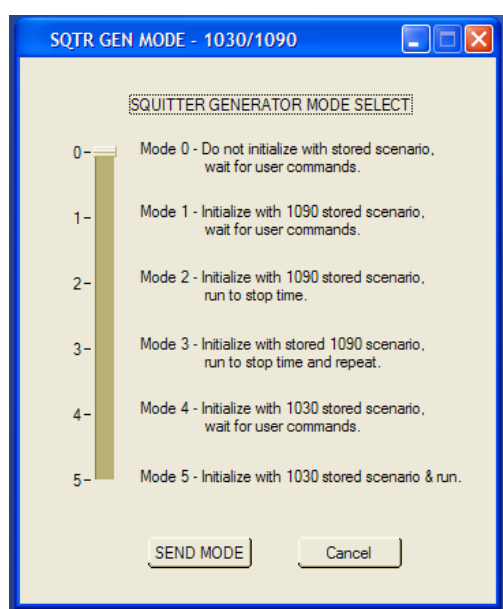 SQTR GEN MODE - 1030/1090
SQUITTER GENERATOR MODE SELECT
0- Mode 0 - Do not initialize with stored scenario,
wait for user commands.
1- Mode 1 - Initialize with 1090 stored scenario,
wait for user commands.
2- Mode 2 - Initialize with 1090 stored scenario,
run to stop time.
3- Mode 3 - Initialize with stored 1090 scenario,
run to stop time and repeat.
4- Mode 4 - Initialize with 1030 stored scenario,
wait for user commands.
5- Mode 5 - Initialize with 1030 stored scenario & run.
SEND MODE Cancel